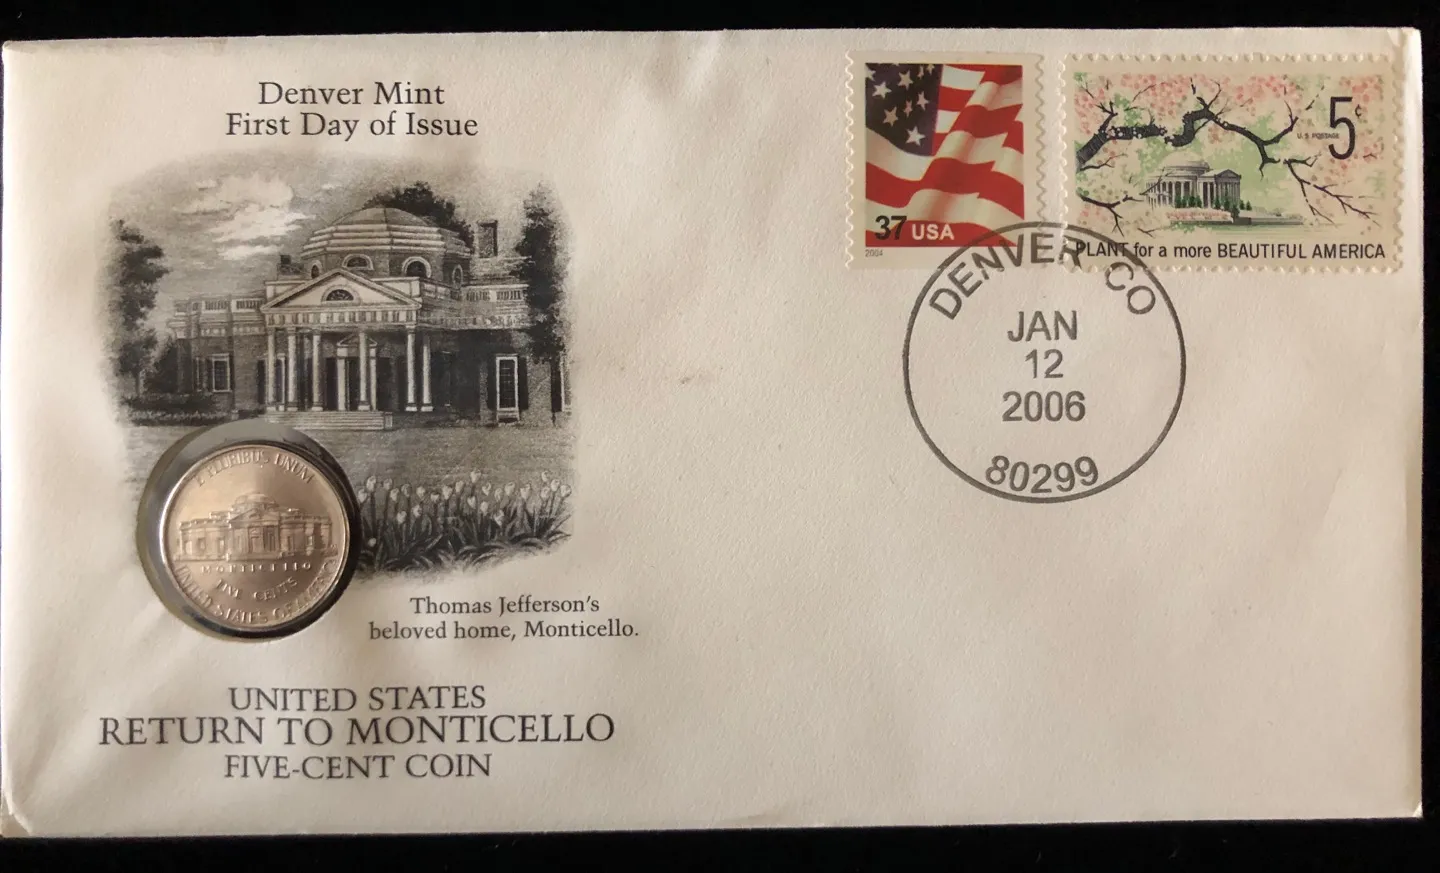 Denver Mint
First Day of Issue
37 USA
2004
5c
U.S. POSTAGE
PLANT for a more BEAUTIFUL AMERICA
DENVER CO
JAN
12
2006
80299
E PLURIBUS UNUM
MONTICELLO
FIVE CENTS
UNITED STATES OF AMERICA
Thomas Jefferson's
beloved home, Monticello.
UNITED STATES
RETURN TO MONTICELLO
FIVE-CENT COIN